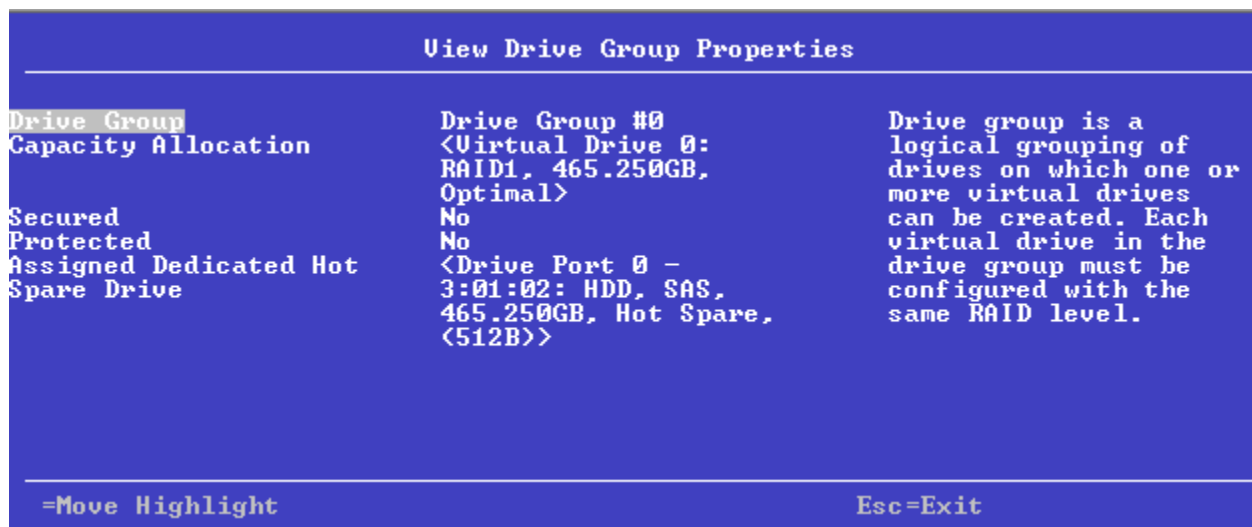 View Drive Group Properties
Drive Group Drive Group #0 Drive group is a
Capacity Allocation <Virtual Drive 0: logical grouping of
RAID1, 465.250GB, drives on which one or
Optimal> more virtual drives
Secured No can be created. Each
Protected No virtual drive in the
Assigned Dedicated Hot <Drive Port 0 - drive group must be
Spare Drive 3:01:02: HDD, SAS, configured with the
465.250GB, Hot Spare, same RAID level.
(512B)>
=Move Highlight Esc=Exit